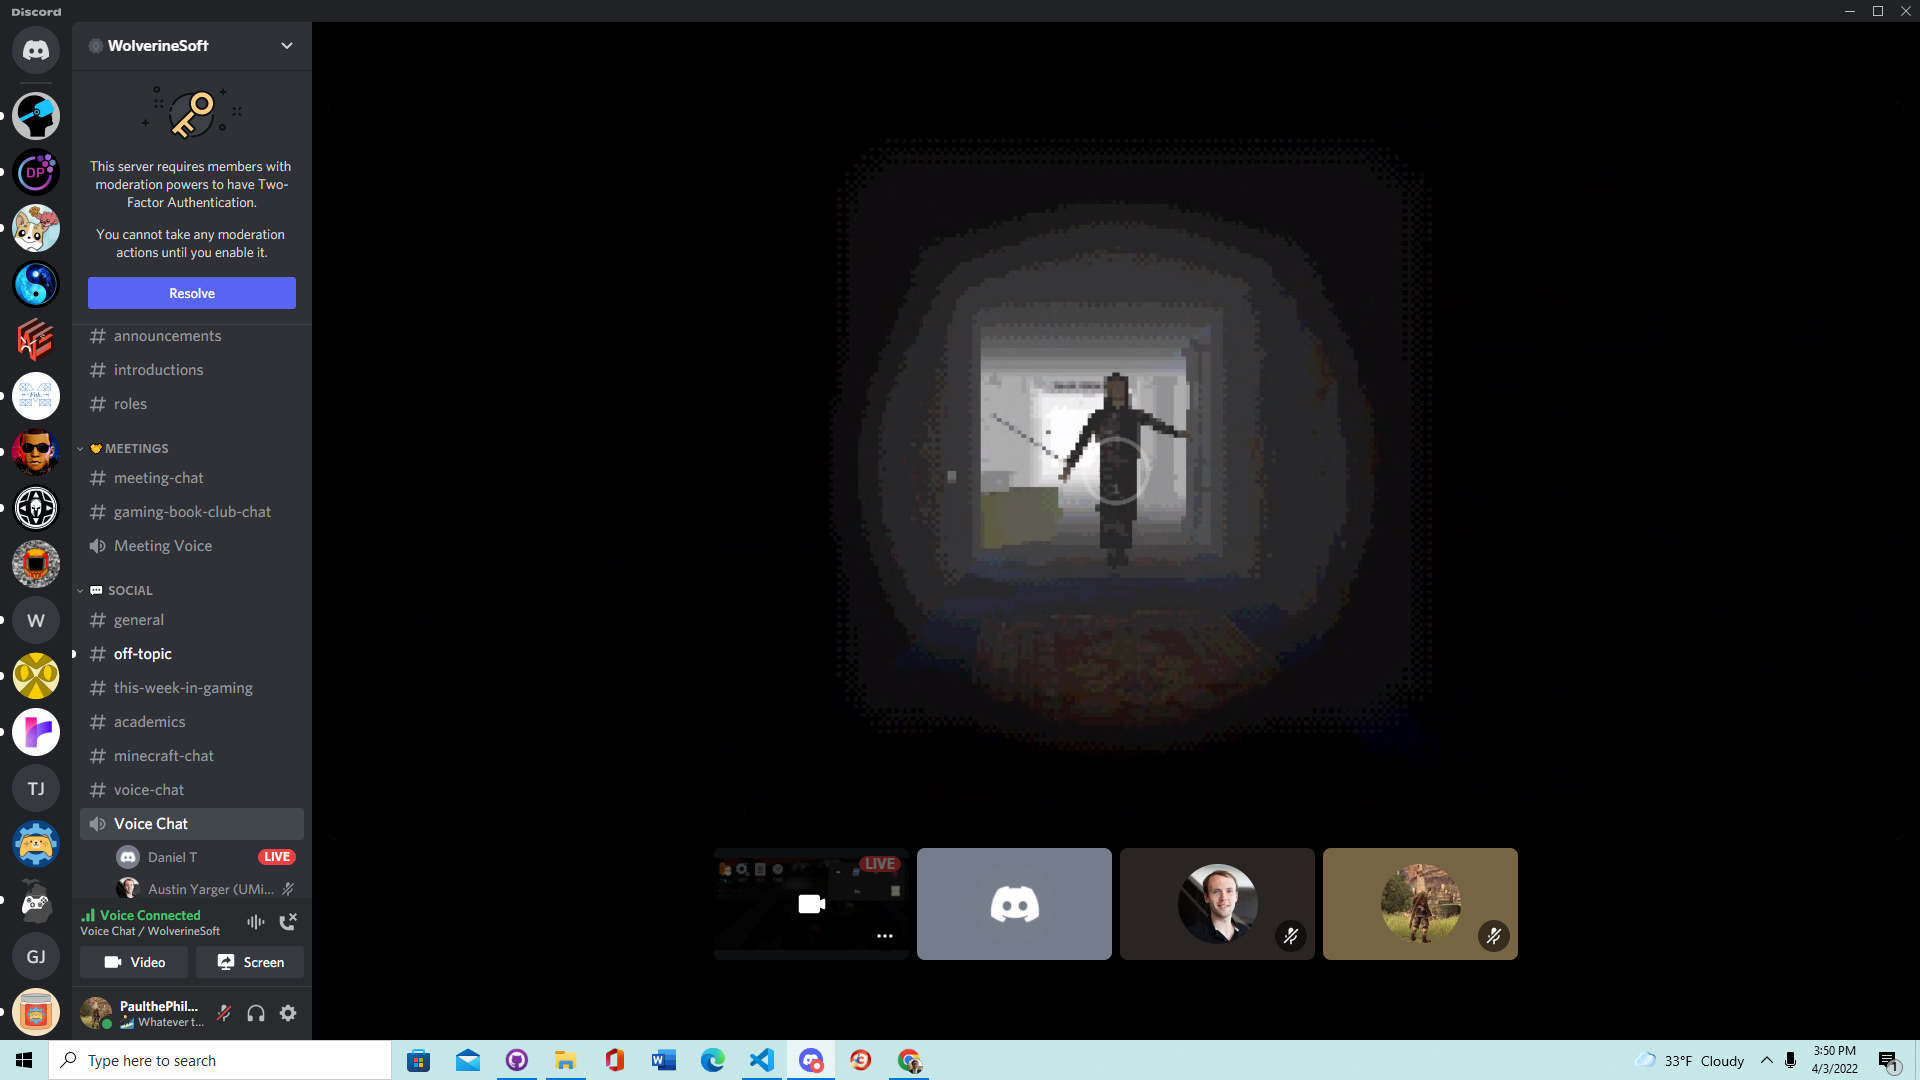 Discord
WolverineSoft
This server requires members with
moderation powers to have Two-
Factor Authentication.
You cannot take any moderation
actions until you enable it.
Resolve
announcements
introductions
roles
MEETINGS
meeting-chat
gaming-book-club-chat
Meeting Voice
SOCIAL
general
off-topic
this-week-in-gaming
academics
minecraft-chat
voice-chat
Voice Chat
Daniel T
LIVE
Austin Yarger (UMi...
Voice Connected
Voice Chat / WolverineSoft
Video
Screen
PaulthePhil...
Whatever t...
DP
W
TJ
GJ
LIVE
1
Type here to search
33°F Cloudy
3:50 PM
4/3/2022
1